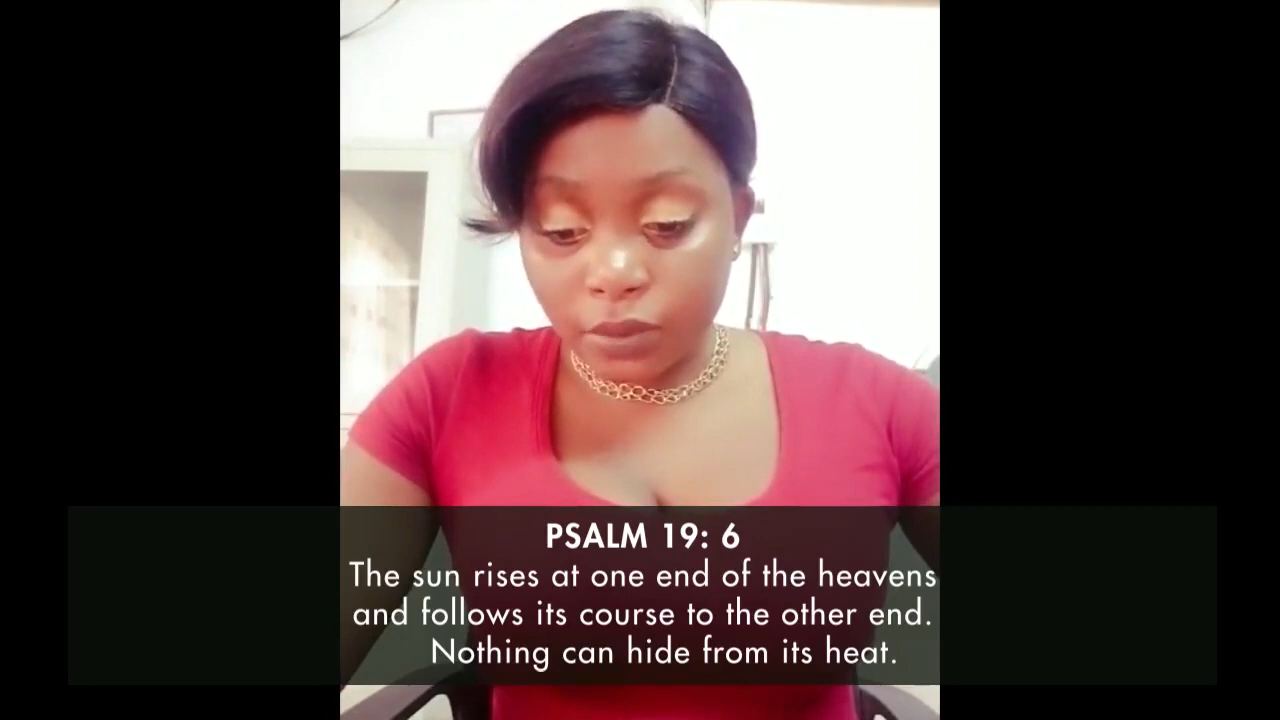 PSALM 19: 6
The sun rises at one end of the heavens
and follows its course to the other end.
Nothing can hide from its heat.